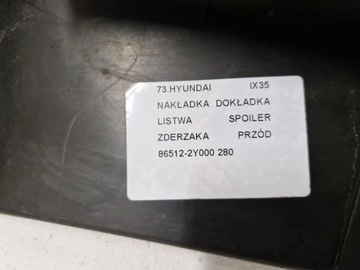 73.HYUNDAI IX35
NAKŁADKA DOKŁADKA
LISTWA SPOILER
ZDERZAKA PRZÓD
86512-2Y000 280